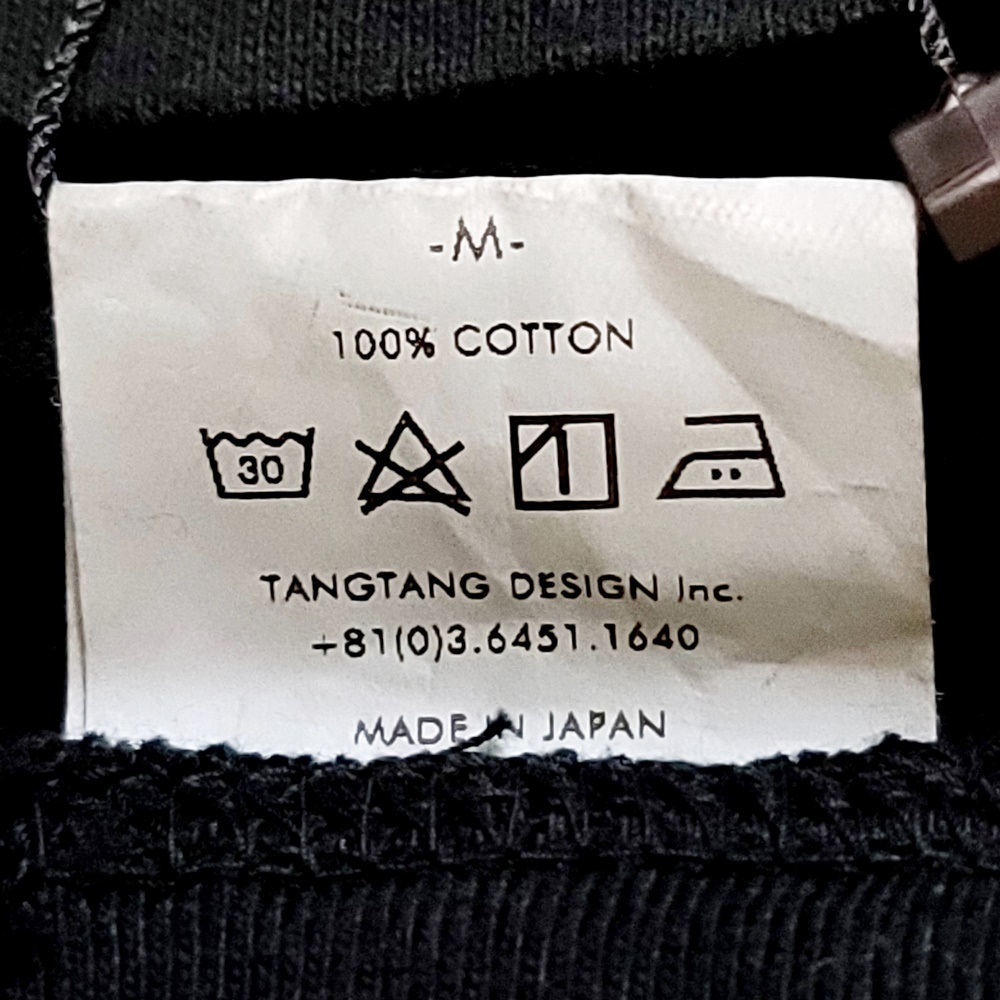 -M-
100% COTTON
30
TANGTANG DESIGN Inc.
+81(0)3.6451.1640
MADE IN JAPAN